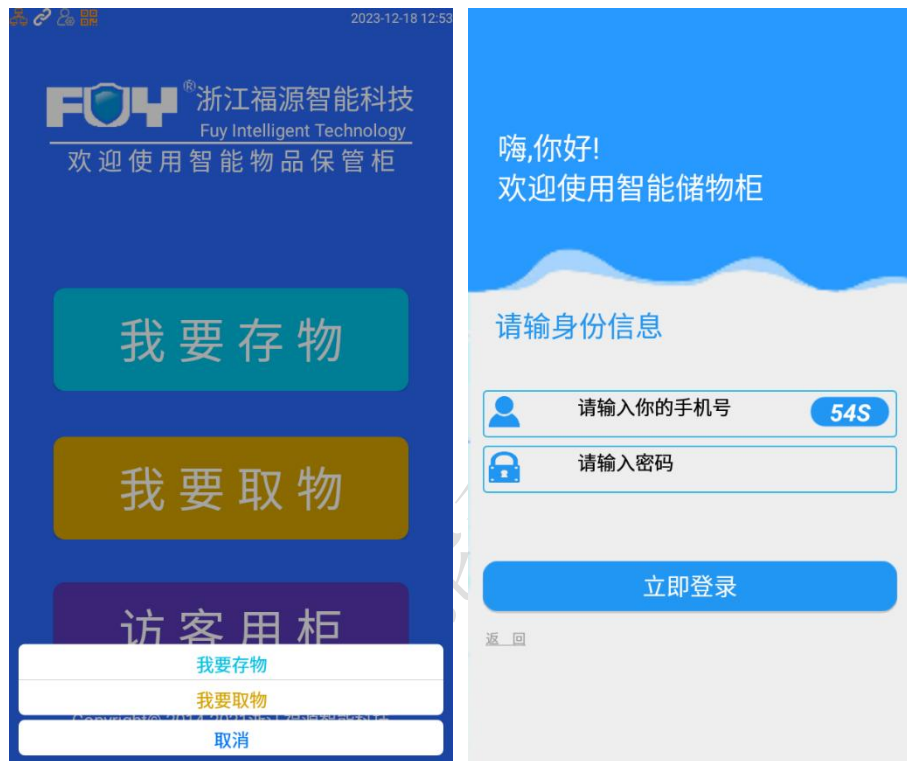 2023-12-18 12:53
FUY®浙江福源智能科技
Fuy Intelligent Technology
欢迎使用智能物品保管柜
我要存物
我要取物
访客用柜
我要存物
我要取物
取消
嗨,你好!
欢迎使用智能储物柜
请输身份信息
请输入你的手机号
54S
请输入密码
立即登录
返 回